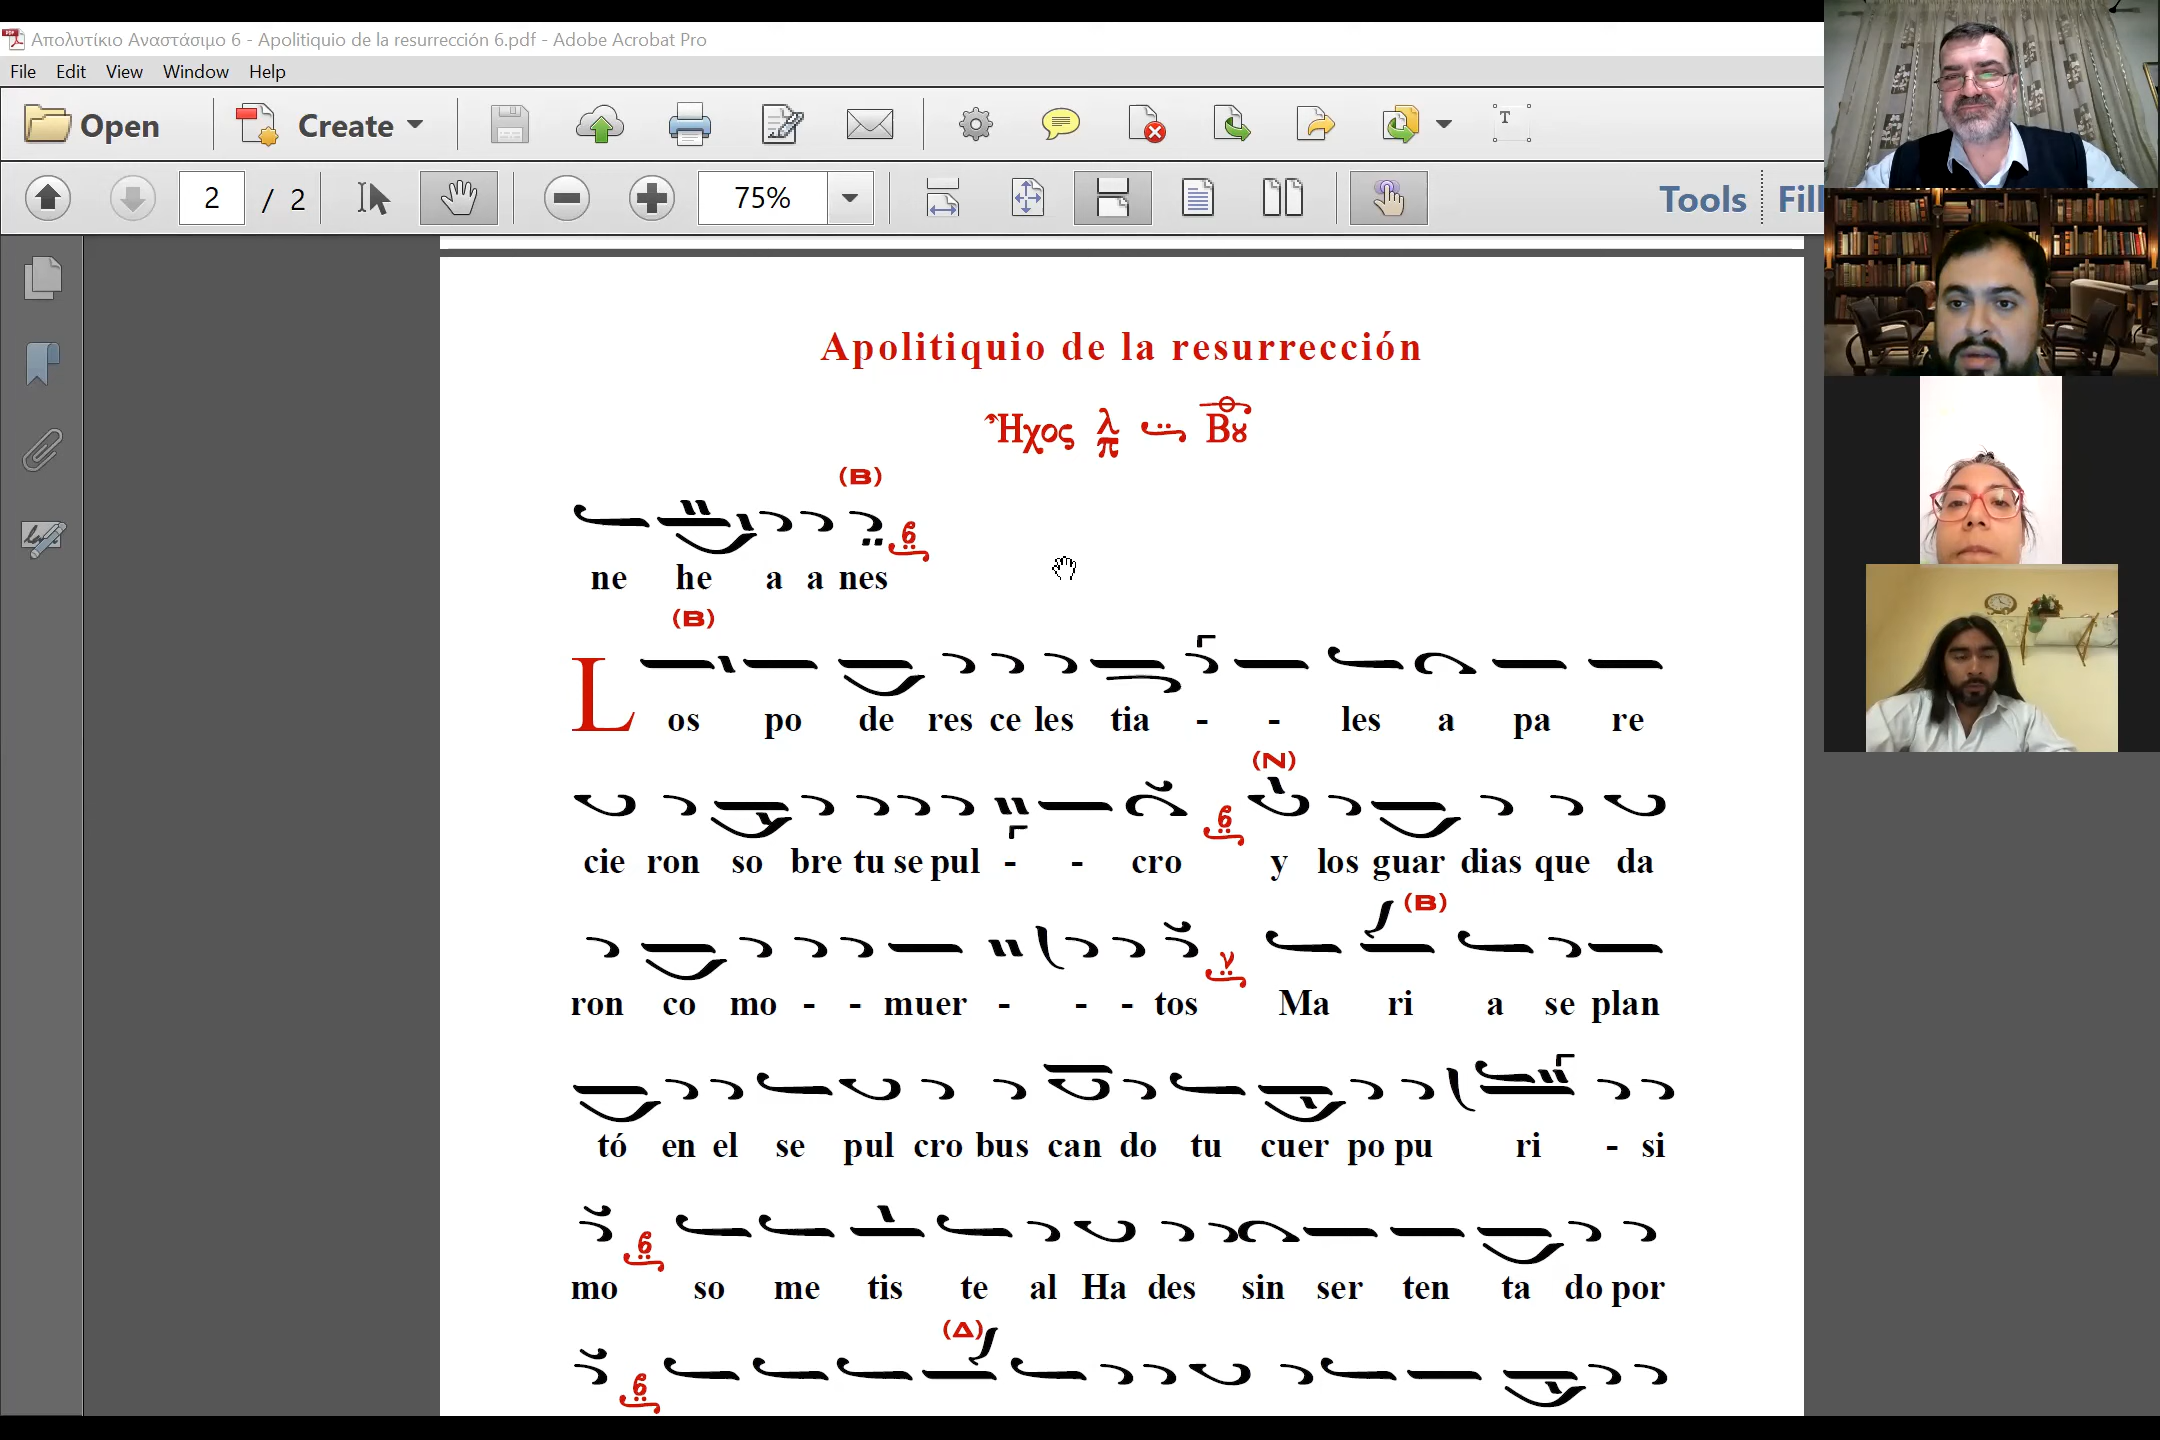 Απολυτίκιο Αναστάσιμο 6 - Apolitiquio de la resurrección 6.pdf - Adobe Acrobat Pro
File Edit View Window Help
Open Create
2 / 2 75% Tools Fill
Apolitiquio de la resurrección
Ἦχος λ π Βου
(B)
ne he a a nes
(B)
Los po de res ce les tia - - les a pa re
(N)
cie ron so bre tu se pul - - cro y los guar dias que da
(B)
ron co mo - - muer - - - tos Ma ri a se plan
tó en el se pul cro bus can do tu cuer po pu ri - si
mo so me tis te al Ha des sin ser ten ta do por
(Δ)